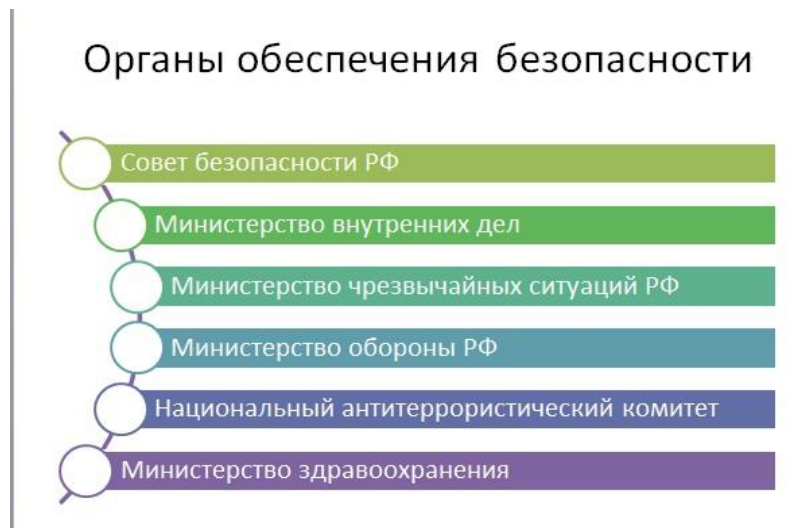 Органы обеспечения безопасности
Совет безопасности РФ
Министерство внутренних дел
Министерство чрезвычайных ситуаций РФ
Министерство обороны РФ
Национальный антитеррористический комитет
Министерство здравоохранения